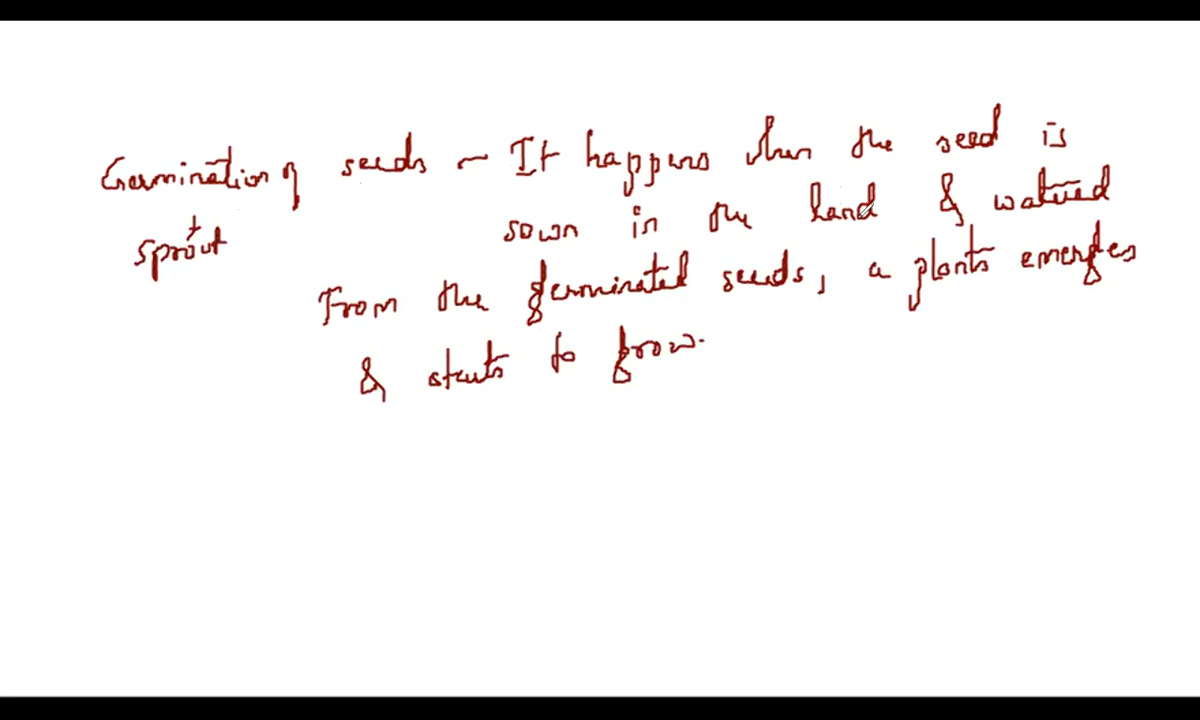 Germination of seeds - It happens when the seed is
sprout sown in the land & watered
From the germinated seeds, a plants emerges
& starts to grow.